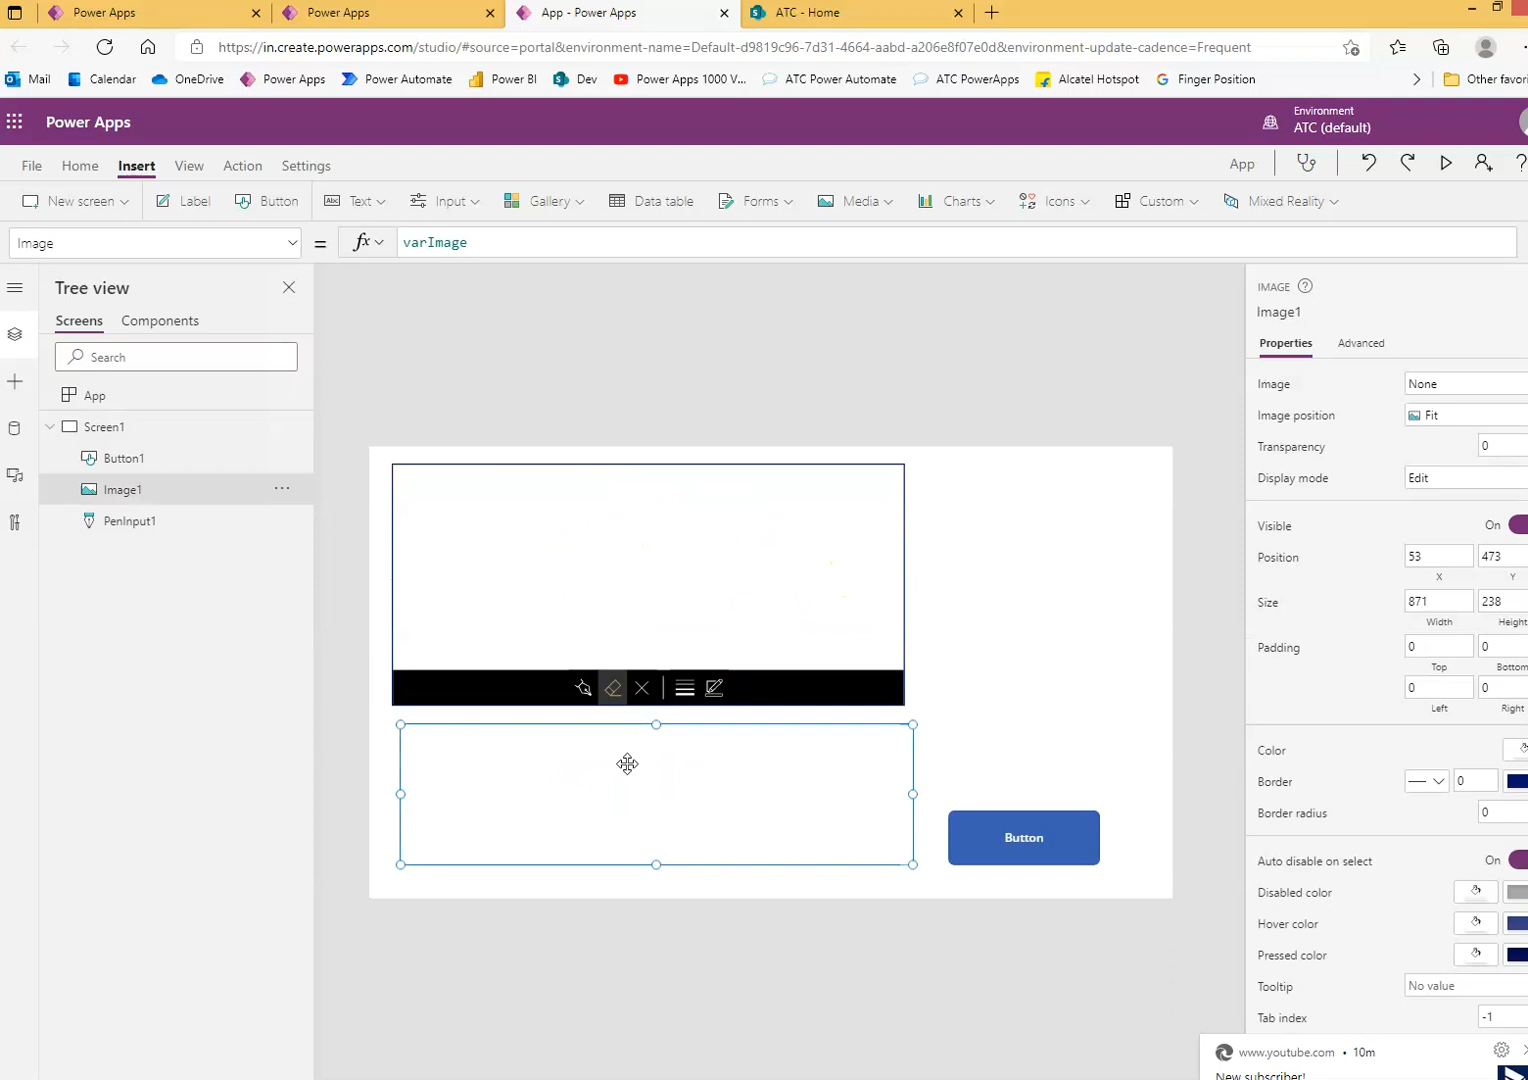 Power Apps
Power Apps
App - Power Apps
ATC - Home
https://in.create.powerapps.com/studio/#source=portal&environment-name=Default-d9819c96-7d31-4664-aabd-a206e8f07e0d&environment-update-cadence=Frequent
Mail
Calendar
OneDrive
Power Apps
Power Automate
Power BI
Dev
Power Apps 1000 V...
ATC Power Automate
ATC PowerApps
Alcatel Hotspot
Finger Position
Other favori
Power Apps
Environment
ATC (default)
File
Home
Insert
View
Action
Settings
App
New screen
Label
Button
Text
Input
Gallery
Data table
Forms
Media
Charts
Icons
Custom
Mixed Reality
Image
=
fx
varImage
Tree view
Screens
Components
Search
App
Screen1
Button1
Image1
PenInput1
Button
IMAGE
Image1
Properties
Advanced
Image
None
Image position
Fit
Transparency
0
Display mode
Edit
Visible
On
Position
53
473
X
Y
Size
871
238
Width
Height
Padding
0
0
Top
Bottom
0
0
Left
Right
Color
Border
0
Border radius
0
Auto disable on select
On
Disabled color
Hover color
Pressed color
Tooltip
No value
Tab index
-1
www.youtube.com • 10m
New subscriber!